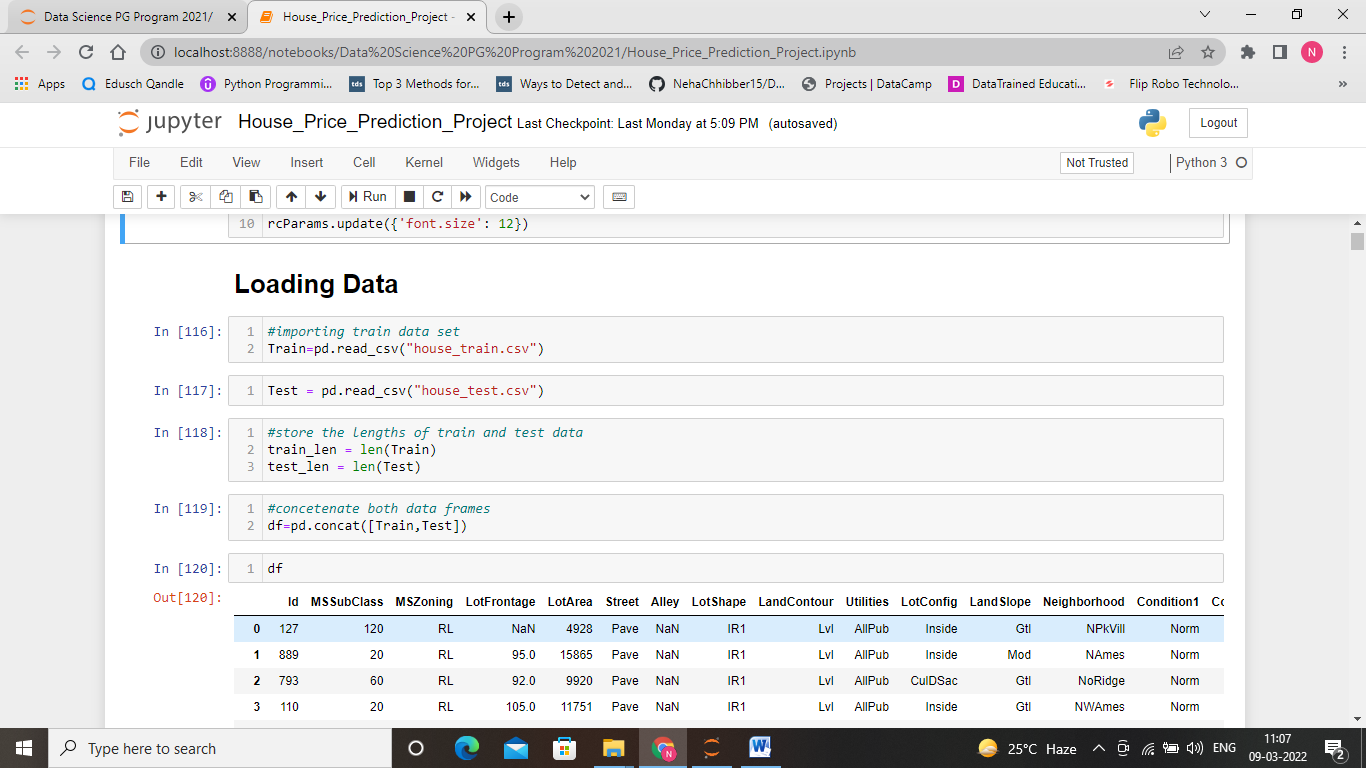 Data Science PG Program 2021/
House_Price_Prediction_Project -
localhost:8888/notebooks/Data%20Science%20PG%20Program%202021/House_Price_Prediction_Project.ipynb
N
Apps Edusch Qandle Python Programmi... tds Top 3 Methods for... tds Ways to Detect and... NehaChhibber15/D... Projects | DataCamp D DataTrained Educati... Flip Robo Technolo... »
jupyter House_Price_Prediction_Project Last Checkpoint: Last Monday at 5:09 PM (autosaved) Logout
File Edit View Insert Cell Kernel Widgets Help Not Trusted Python 3
Run Code
10 rcParams.update({'font.size': 12})
Loading Data
In [116]: 1 #importing train data set
2 Train=pd.read_csv("house_train.csv")
In [117]: 1 Test = pd.read_csv("house_test.csv")
In [118]: 1 #store the lengths of train and test data
2 train_len = len(Train)
3 test_len = len(Test)
In [119]: 1 #concetenate both data frames
2 df=pd.concat([Train,Test])
In [120]: 1 df
Out[120]:
Id MSSubClass MSZoning LotFrontage LotArea Street Alley LotShape LandContour Utilities LotConfig LandSlope Neighborhood Condition1 Co
0 127 120 RL NaN 4928 Pave NaN IR1 Lvl AllPub Inside Gtl NPkVill Norm
1 889 20 RL 95.0 15865 Pave NaN IR1 Lvl AllPub Inside Mod NAmes Norm
2 793 60 RL 92.0 9920 Pave NaN IR1 Lvl AllPub CulDSac Gtl NoRidge Norm
3 110 20 RL 105.0 11751 Pave NaN IR1 Lvl AllPub Inside Gtl NWAmes Norm
Type here to search
N
W
25°C Haze
ENG
11:07
09-03-2022
2